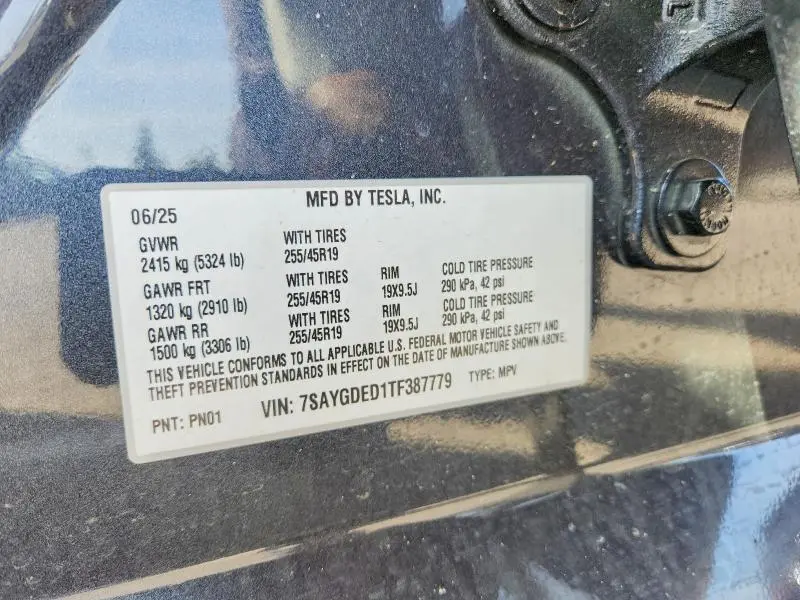 MFD BY TESLA, INC.
06/25
GVWR WITH TIRES
2415 kg (5324 lb) 255/45R19
GAWR FRT WITH TIRES RIM COLD TIRE PRESSURE
1320 kg (2910 lb) 255/45R19 19X9.5J 290 kPa, 42 psi
GAWR RR WITH TIRES RIM COLD TIRE PRESSURE
1500 kg (3306 lb) 255/45R19 19X9.5J 290 kPa, 42 psi
THIS VEHICLE CONFORMS TO ALL APPLICABLE U.S. FEDERAL MOTOR VEHICLE SAFETY AND
THEFT PREVENTION STANDARDS IN EFFECT ON THE DATE OF MANUFACTURE SHOWN ABOVE.
PNT: PN01 VIN: 7SAYGDED1TF387779 TYPE: MPV